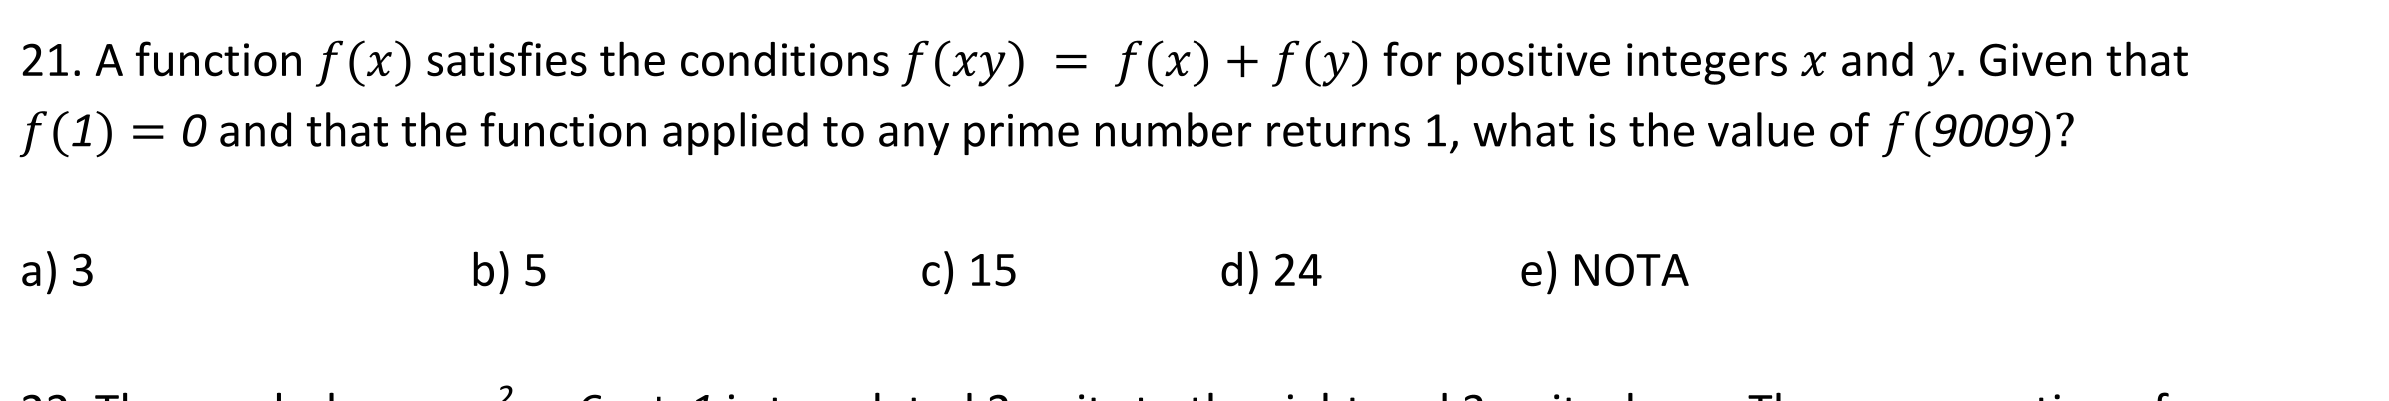 21. A function f(x) satisfies the conditions f(xy) = f(x) + f(y) for positive integers x and y. Given that
f(1) = 0 and that the function applied to any prime number returns 1, what is the value of f(9009)?
a) 3 b) 5 c) 15 d) 24 e) NOTA